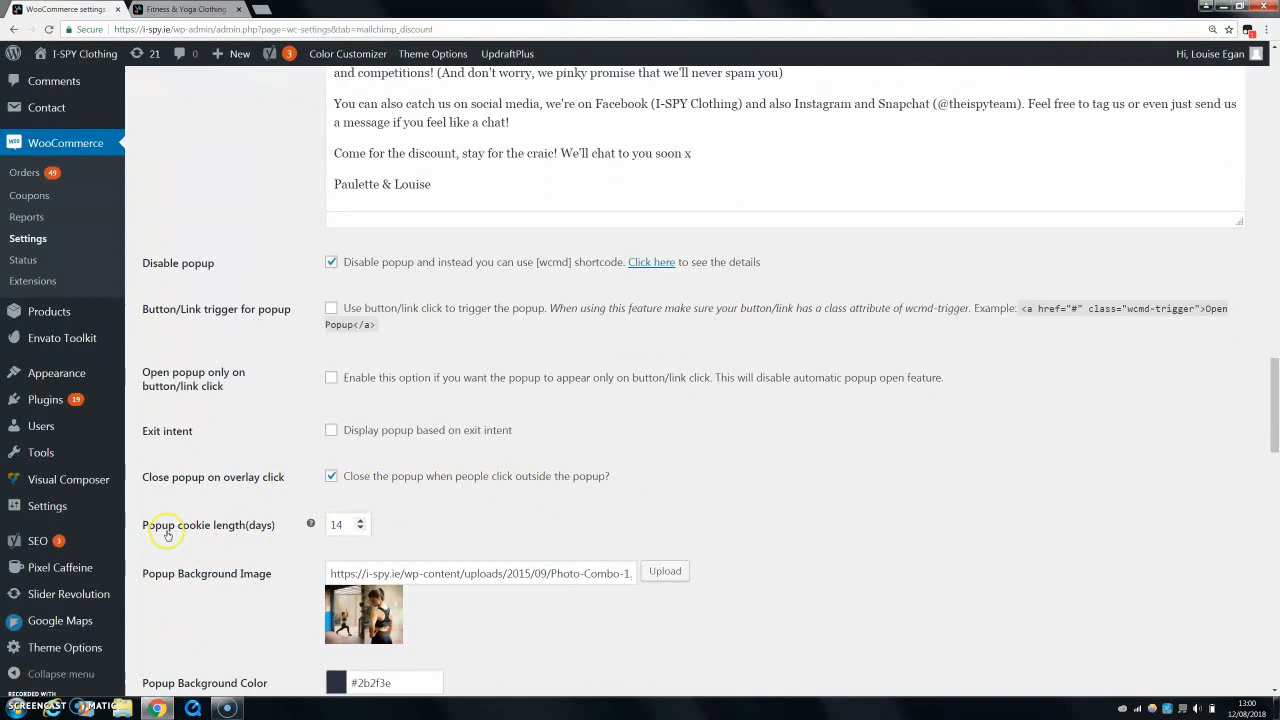 WooCommerce settings
Fitness & Yoga Clothing
Secure
https://i-spy.ie/wp-admin/admin.php?page=wc-settings&tab=mailchimp_discount
I-SPY Clothing
21
0
New
3
Color Customizer
Theme Options
UpdraftPlus
Hi, Louise Egan
Comments
Contact
WooCommerce
Orders 49
Coupons
Reports
Settings
Status
Extensions
Products
Envato Toolkit
Appearance
Plugins 19
Users
Tools
Visual Composer
Settings
SEO 3
Pixel Caffeine
Slider Revolution
Google Maps
Theme Options
Collapse menu
and competitions! (And don't worry, we pinky promise that we'll never spam you)
You can also catch us on social media, we're on Facebook (I-SPY Clothing) and also Instagram and Snapchat (@theispyteam). Feel free to tag us or even just send us
a message if you feel like a chat!
Come for the discount, stay for the craic! We'll chat to you soon x
Paulette & Louise
Disable popup
Disable popup and instead you can use [wcmd] shortcode. Click here to see the details
Button/Link trigger for popup
Use button/link click to trigger the popup. When using this feature make sure your button/link has a class attribute of wcmd-trigger. Example: <a href="#" class="wcmd-trigger">Open
Popup</a>
Open popup only on
button/link click
Enable this option if you want the popup to appear only on button/link click. This will disable automatic popup open feature.
Exit intent
Display popup based on exit intent
Close popup on overlay click
Close the popup when people click outside the popup?
Popup cookie length(days)
14
Popup Background Image
https://i-spy.ie/wp-content/uploads/2015/09/Photo-Combo-1.
Upload
Popup Background Color
#2b2f3e
RECORDED WITH
SCREENCAST MATIC
13:00
12/08/2018